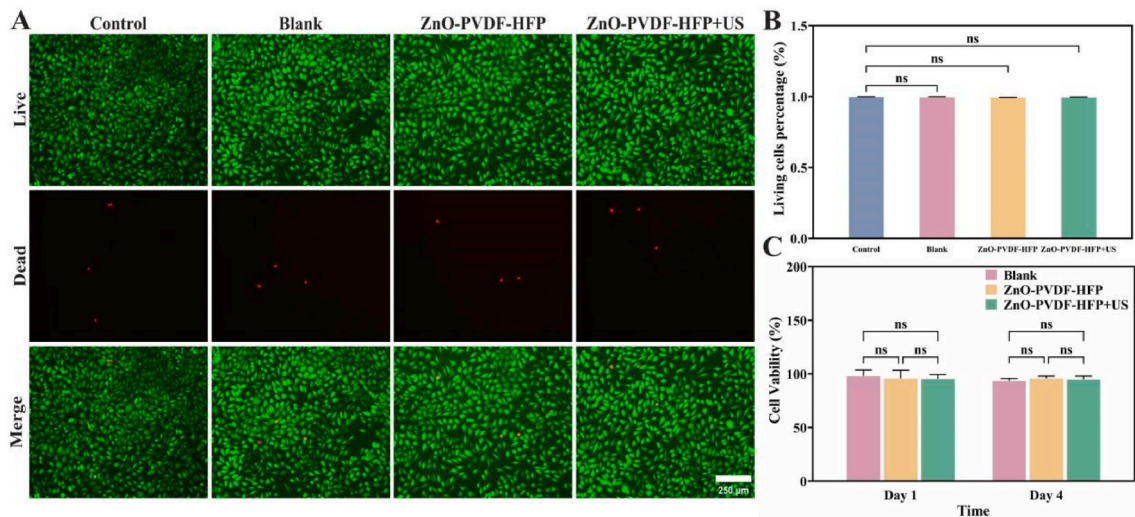 A
Control
Blank
ZnO-PVDF-HFP
ZnO-PVDF-HFP+US
Live
Dead
Merge
250 μm
B
Living cells percentage (%)
1.5
1.0
0.5
0.0
ns
ns
ns
Control
Blank
ZnO-PVDF-HFP
ZnO-PVDF-HFP+US
C
Cell Vability (%)
200
150
100
50
0
Blank
ZnO-PVDF-HFP
ZnO-PVDF-HFP+US
ns
ns
ns
ns
ns
ns
Day 1
Day 4
Time